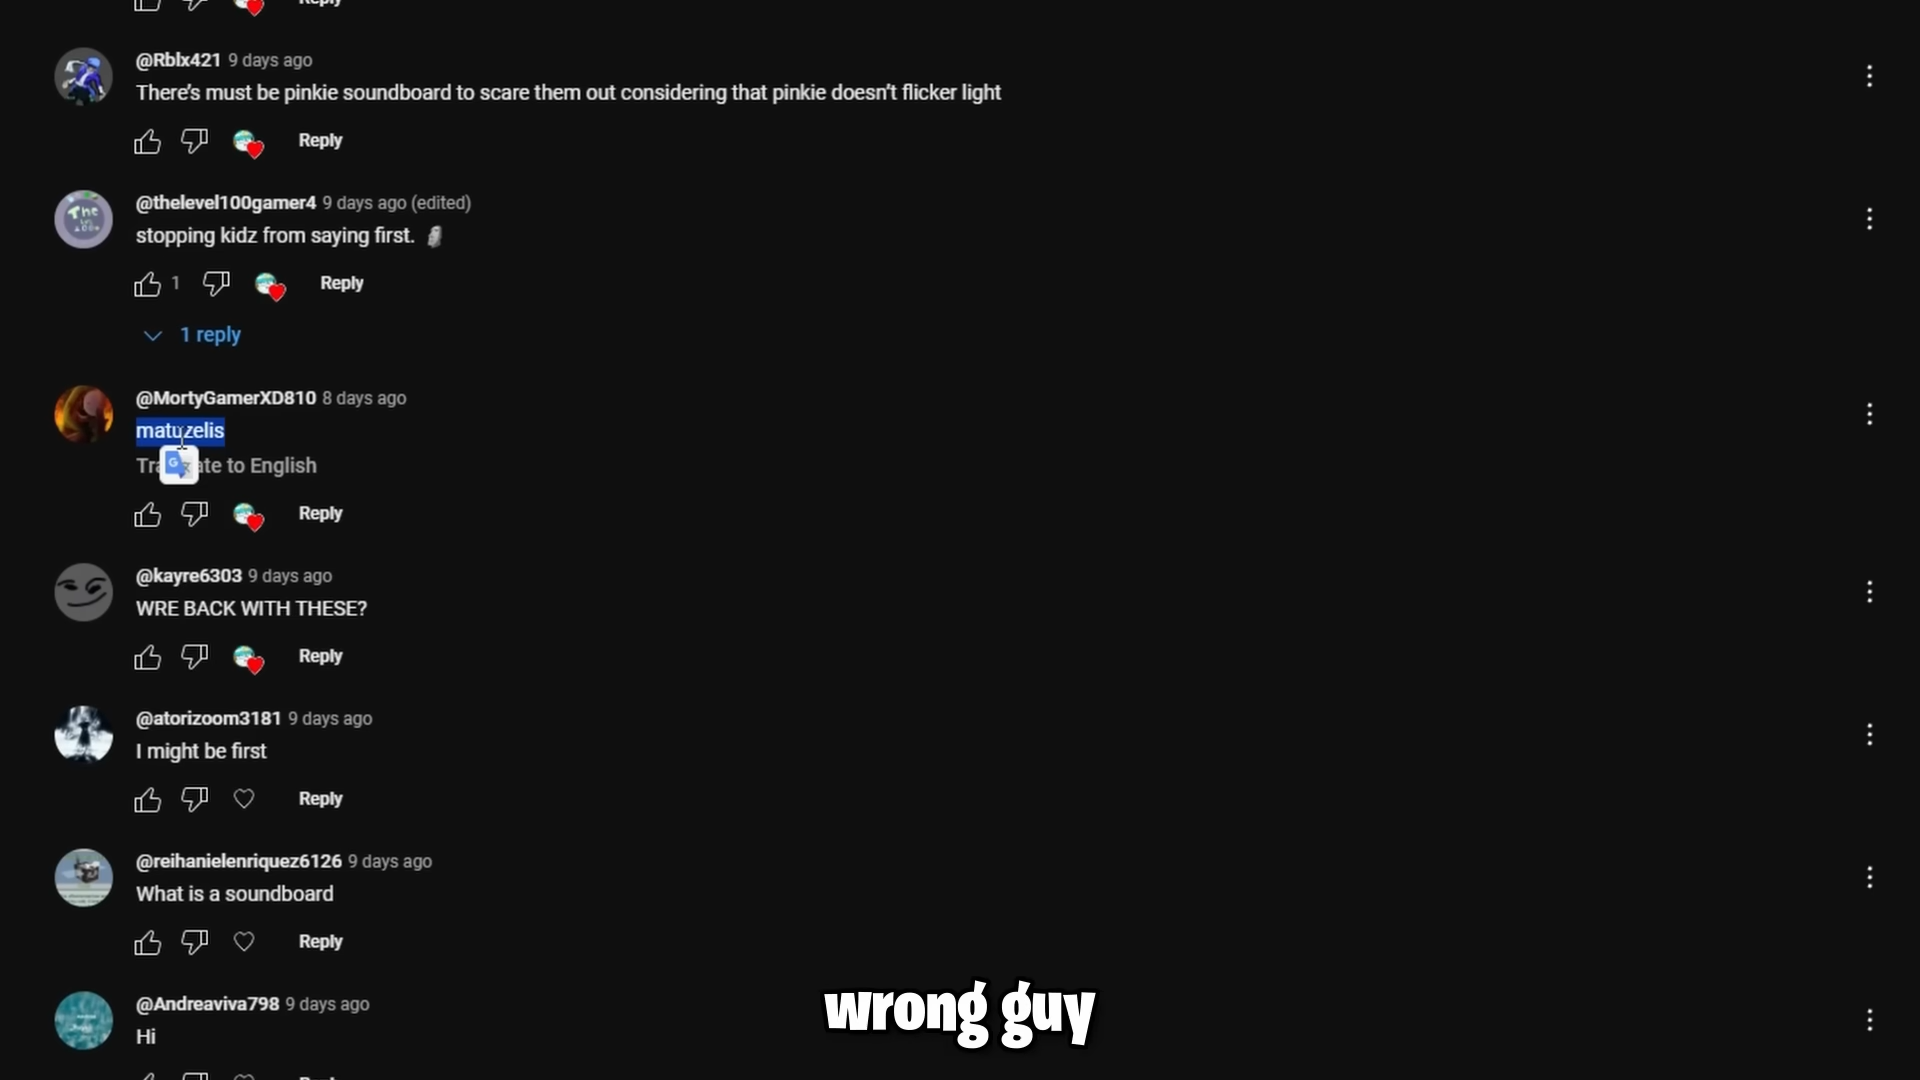 Reply
@Rblx421 9 days ago
There's must be pinkie soundboard to scare them out considering that pinkie doesn't flicker light
Reply
@thelevel100gamer4 9 days ago (edited)
stopping kidz from saying first. 🗿
1 Reply
1 reply
@MortyGamerXD810 8 days ago
matuzelis
to English
Reply
@kayre6303 9 days ago
WRE BACK WITH THESE?
Reply
@atorizoom3181 9 days ago
I might be first
Reply
@reihanielenriquez6126 9 days ago
What is a soundboard
Reply
@Andreaviva798 9 days ago
Hi
wrong guy